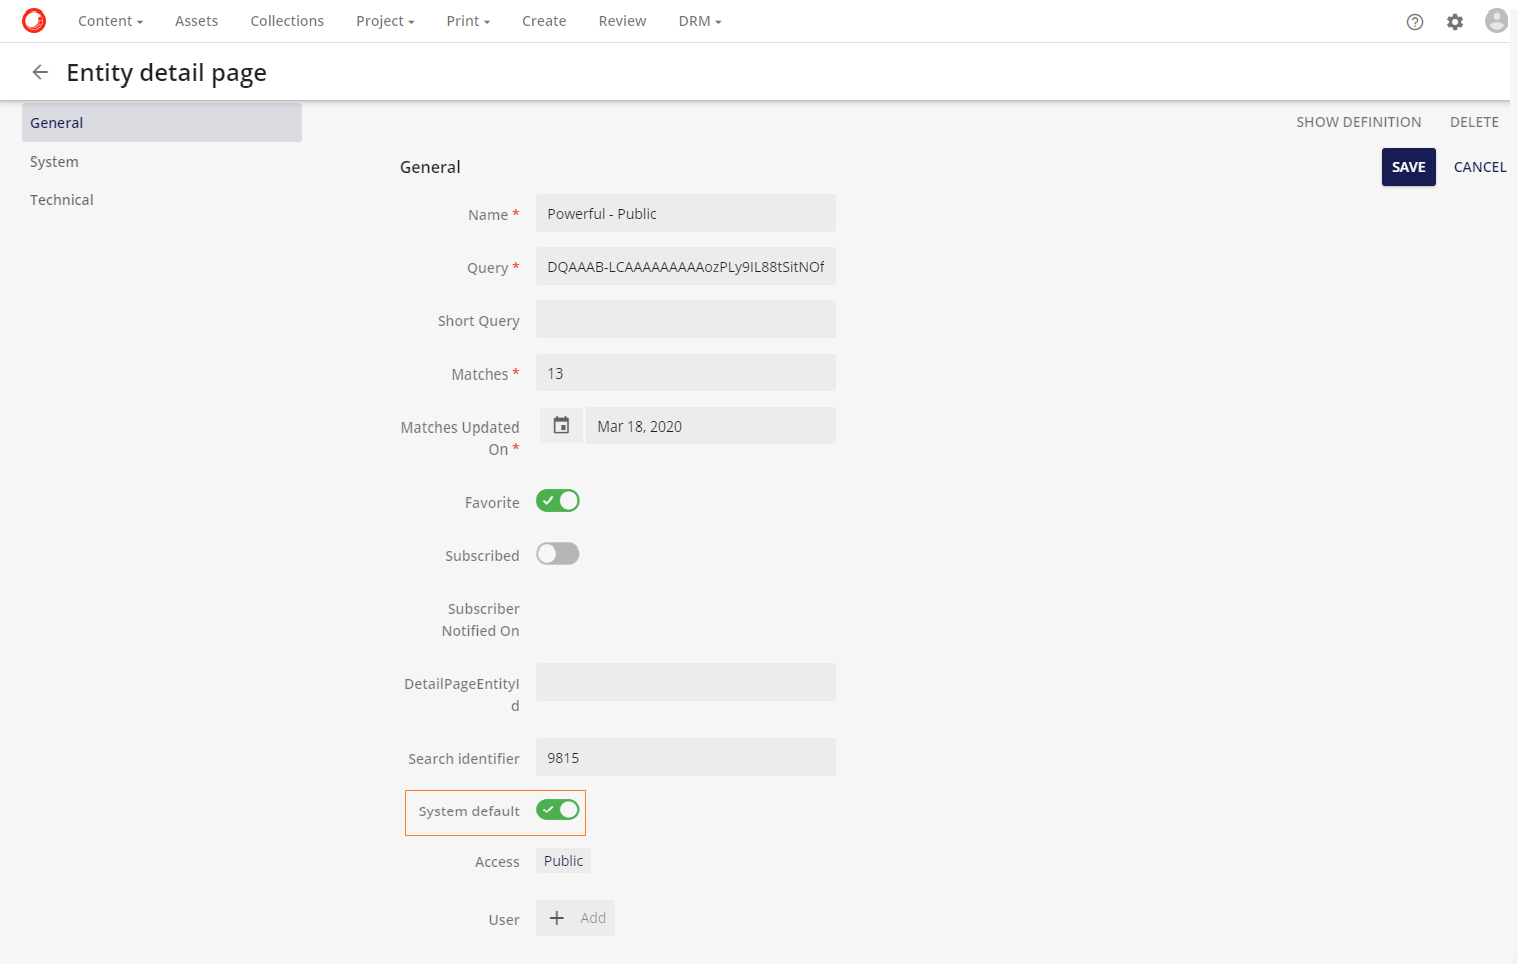 Content Assets Collections Project Print Create Review DRM
Entity detail page
General
System
Technical
SHOW DEFINITION DELETE
General
SAVE CANCEL
Name * Powerful - Public
Query * DQAAAB-LCAAAAAAAAAozPLy9IL88tSitNOf
Short Query
Matches * 13
Matches Updated
On *
Mar 18, 2020
Favorite
Subscribed
Subscriber
Notified On
DetailPageEntityI
d
Search identifier 9815
System default
Access Public
User + Add